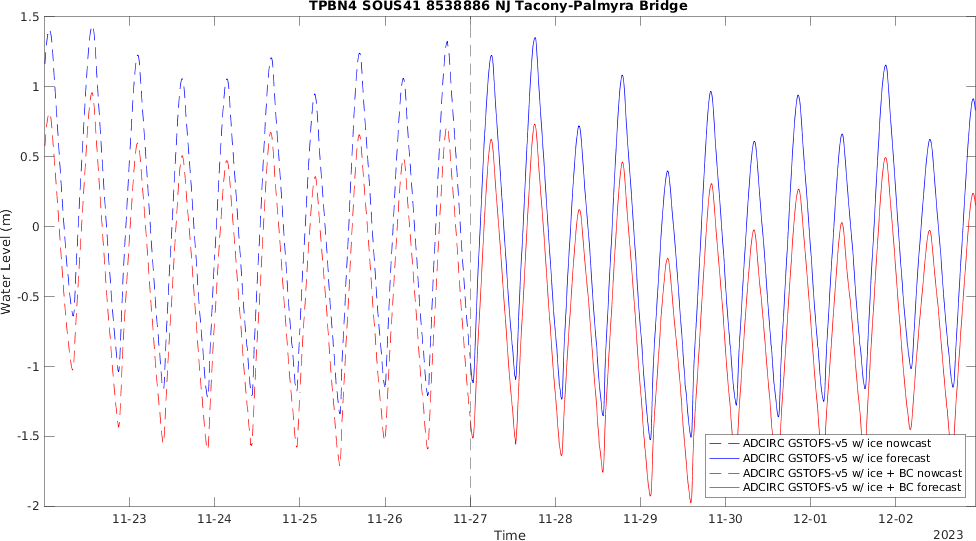 TPBN4 SOUS41 8538886 NJ Tacony-Palmyra Bridge
1.5
1
0.5
0
-0.5
-1
-1.5
-2
Water Level (m)
ADCIRC GSTOFS-v5 w/ ice nowcast
ADCIRC GSTOFS-v5 w/ ice forecast
ADCIRC GSTOFS-v5 w/ ice + BC nowcast
ADCIRC GSTOFS-v5 w/ ice + BC forecast
11-23 11-24 11-25 11-26 11-27 11-28 11-29 11-30 12-01 12-02
Time
2023